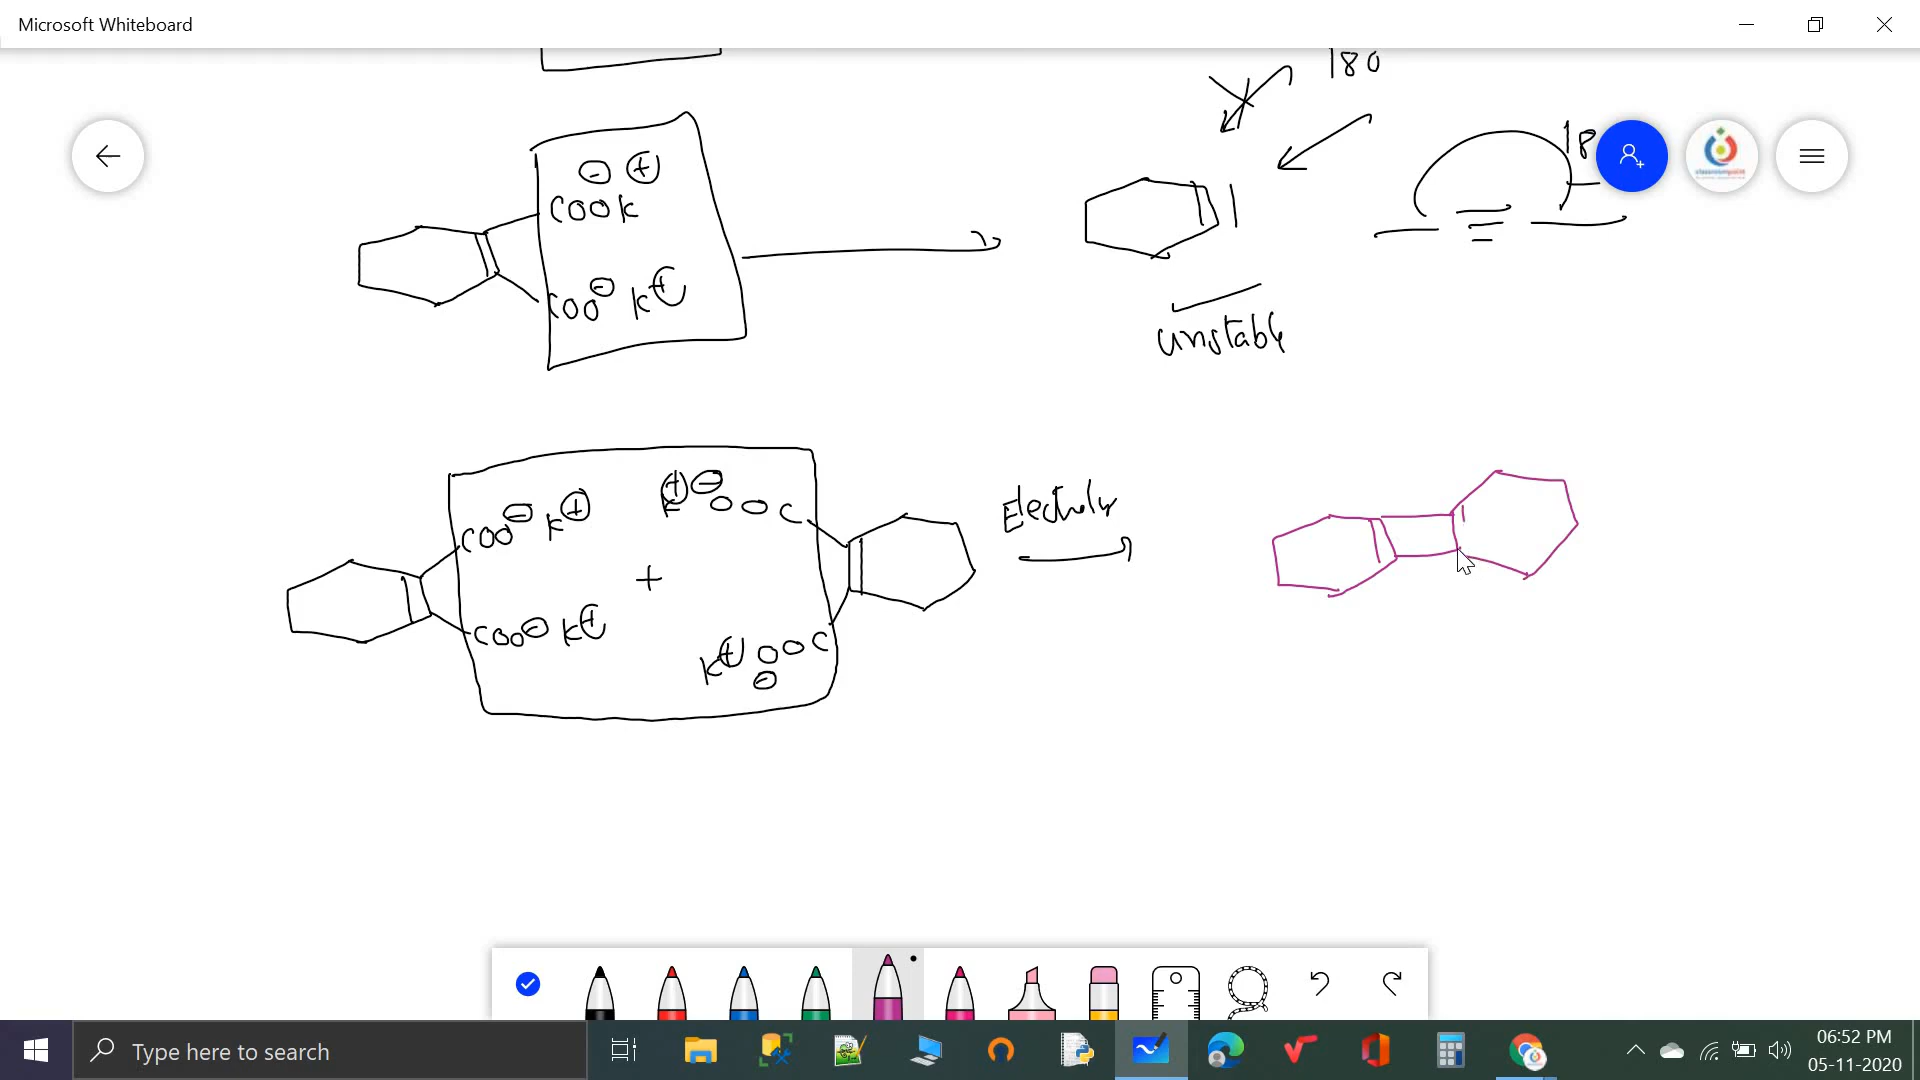 Microsoft Whiteboard
180
⊖ ⊕
COOK
COO⊖ K⊕
18
unstable
COO⊖ K⊕
K⊕ ⊖OOC
+
COO⊖ K⊕
K⊕ ⊖OOC
Type here to search
06:52 PM
05-11-2020